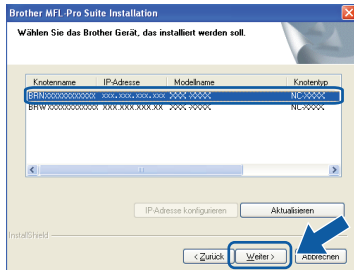 Brother MFL-Pro Suite Installation
Wählen Sie das Brother Gerät, das installiert werden soll.
Knotenname IP-Adresse Modellname Knotentyp
BRNXXXXXXXXXXXX xxx.xxx.xxx.xxx XXX-XXXX NC-XXXX
BRWXXXXXXXXXXXX XXX.XXX.XXX.XX XXX-XXXX NC-XXXX
IP-Adresse konfigurieren Aktualisieren
InstallShield
< Zurück Weiter > Abbrechen